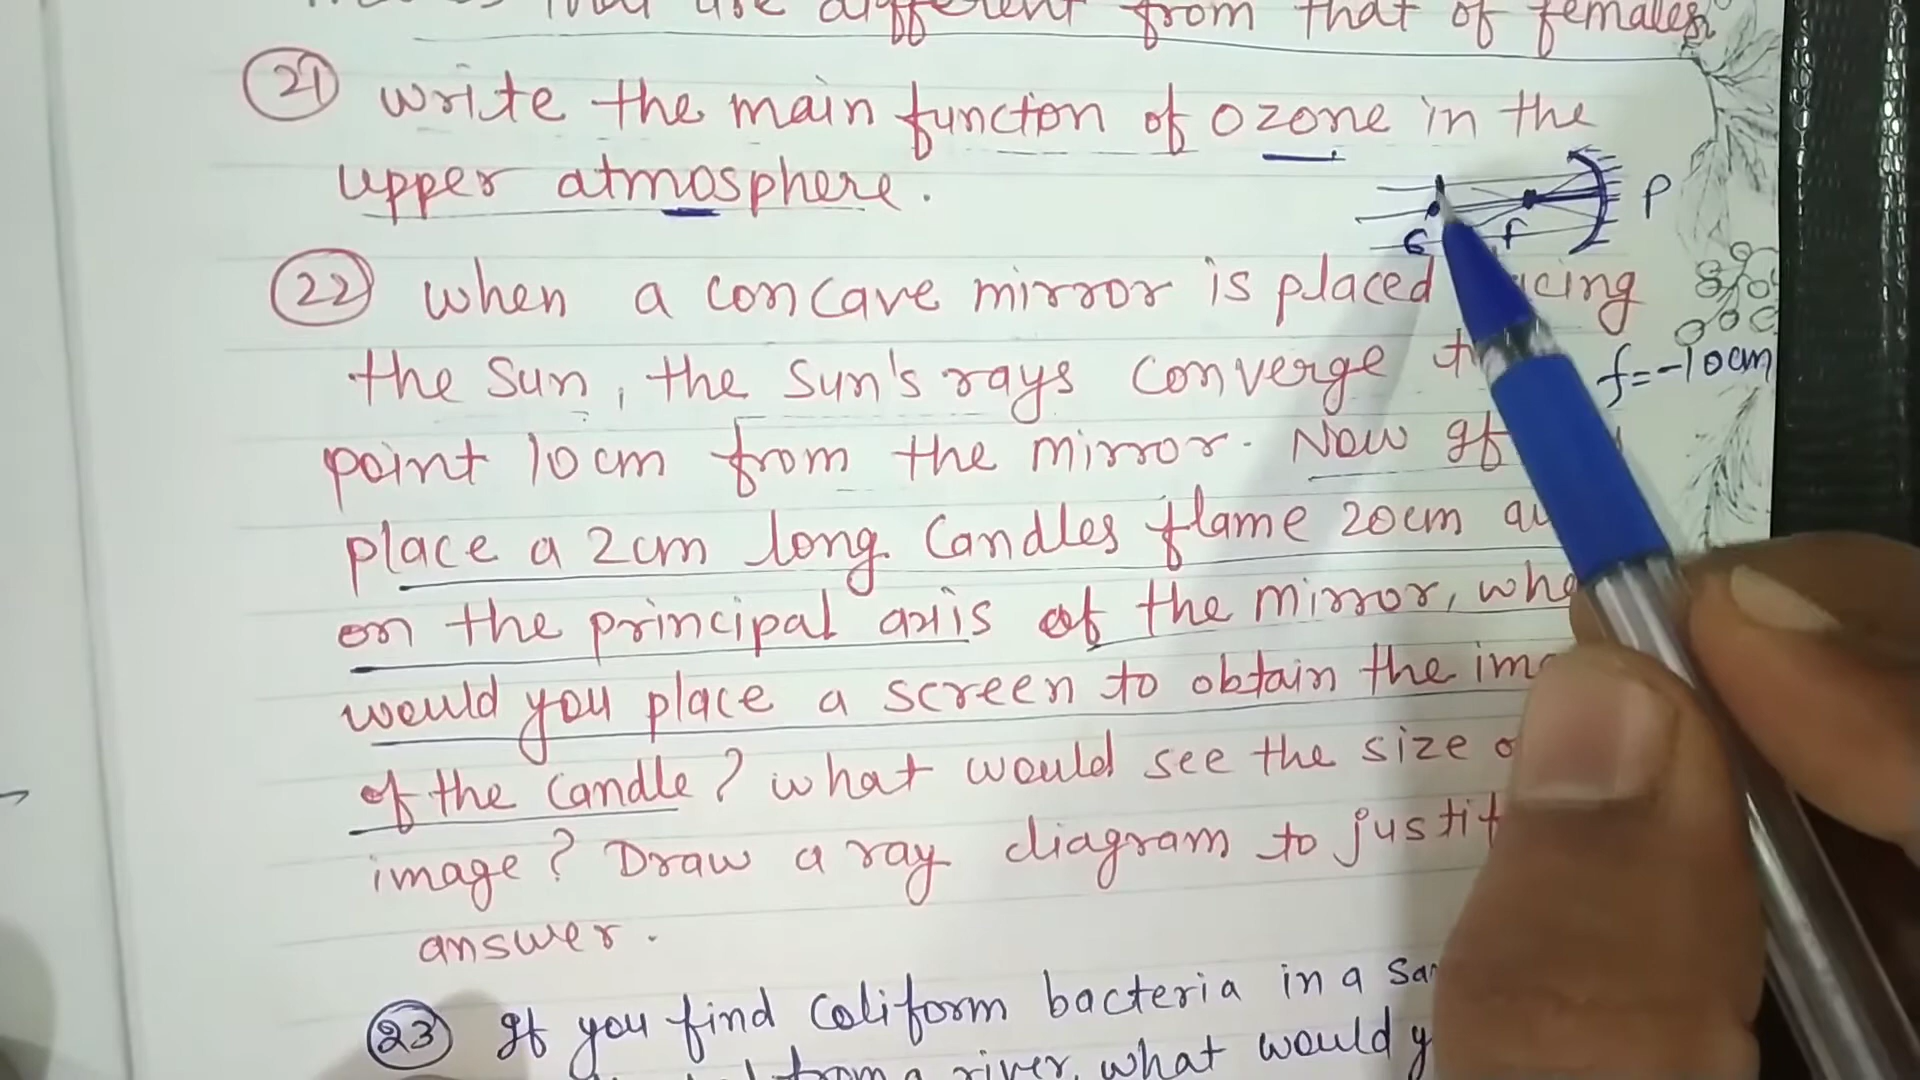 different from that of females
21 write the main function of ozone in the
upper atmosphere.
C f P
22 when a concave mirror is placed
the sun, the sun's rays converge
f=-10cm
point 10cm from the mirror. Now If
place a 2cm long candles flame 20cm
on the principal axis of the mirror,
would you place a screen to obtain the
of the candle? what would see the size
image? Draw a ray diagram to
answer.
23 If you find coliform bacteria in a
from a river, what would